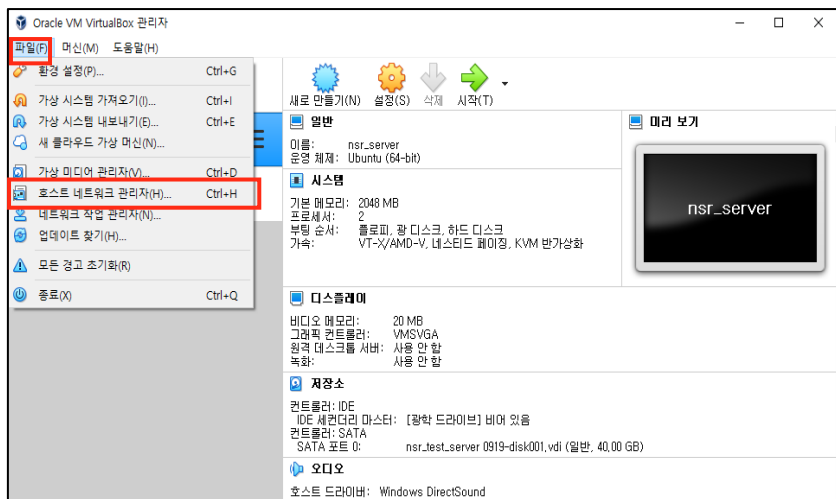 Oracle VM VirtualBox 관리자
파일(F) 머신(M) 도움말(H)
환경 설정(P)... Ctrl+G
가상 시스템 가져오기(I)... Ctrl+I
가상 시스템 내보내기(E)... Ctrl+E
새 클라우드 가상 머신(N)...
가상 미디어 관리자(V)... Ctrl+D
호스트 네트워크 관리자(H)... Ctrl+H
네트워크 작업 관리자(N)...
업데이트 찾기(H)...
모든 경고 초기화(R)
종료(X) Ctrl+Q
새로 만들기(N) 설정(S) 삭제 시작(T)
일반
이름: nsr_server
운영 체제: Ubuntu (64-bit)
시스템
기본 메모리: 2048 MB
프로세서: 2
부팅 순서: 플로피, 광 디스크, 하드 디스크
가속: VT-X/AMD-V, 네스티드 페이징, KVM 반가상화
미리 보기
nsr_server
디스플레이
비디오 메모리: 20 MB
그래픽 컨트롤러: VMSVGA
원격 데스크톱 서버: 사용 안 함
녹화: 사용 안 함
저장소
컨트롤러: IDE
IDE 세컨더리 마스터: [광학 드라이브] 비어 있음
컨트롤러: SATA
SATA 포트 0: nsr_test_server 0919-disk001.vdi (일반, 40,00 GB)
오디오
호스트 드라이버: Windows DirectSound